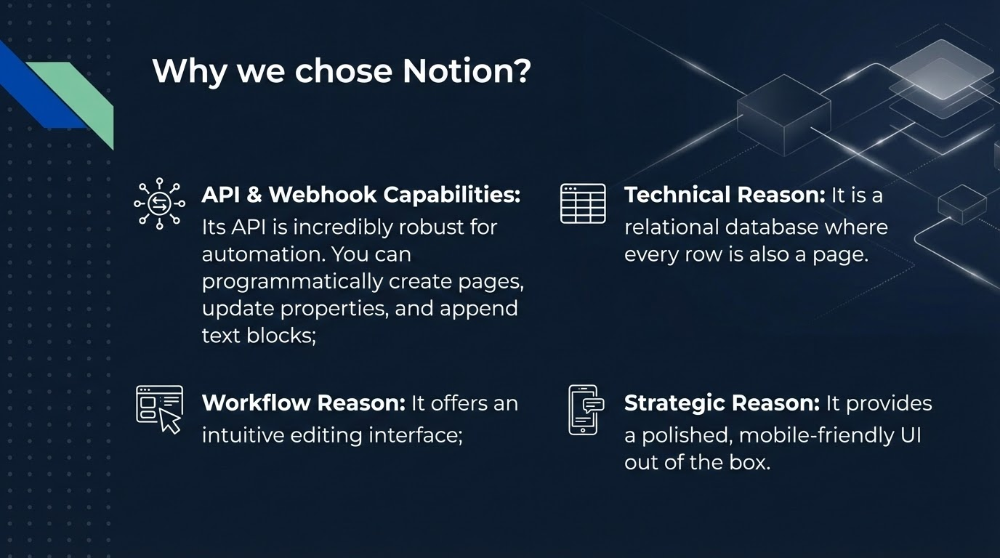 Why we chose Notion?
API & Webhook Capabilities:
Its API is incredibly robust for
automation. You can
programmatically create pages,
update properties, and append
text blocks;
Technical Reason: It is a
relational database where
every row is also a page.
Workflow Reason: It offers an
intuitive editing interface;
Strategic Reason: It provides
a polished, mobile-friendly UI
out of the box.